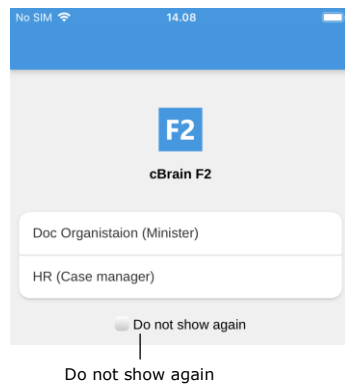 No SIM 14.08
F2
cBrain F2
Doc Organistaion (Minister)
HR (Case manager)
Do not show again
Do not show again